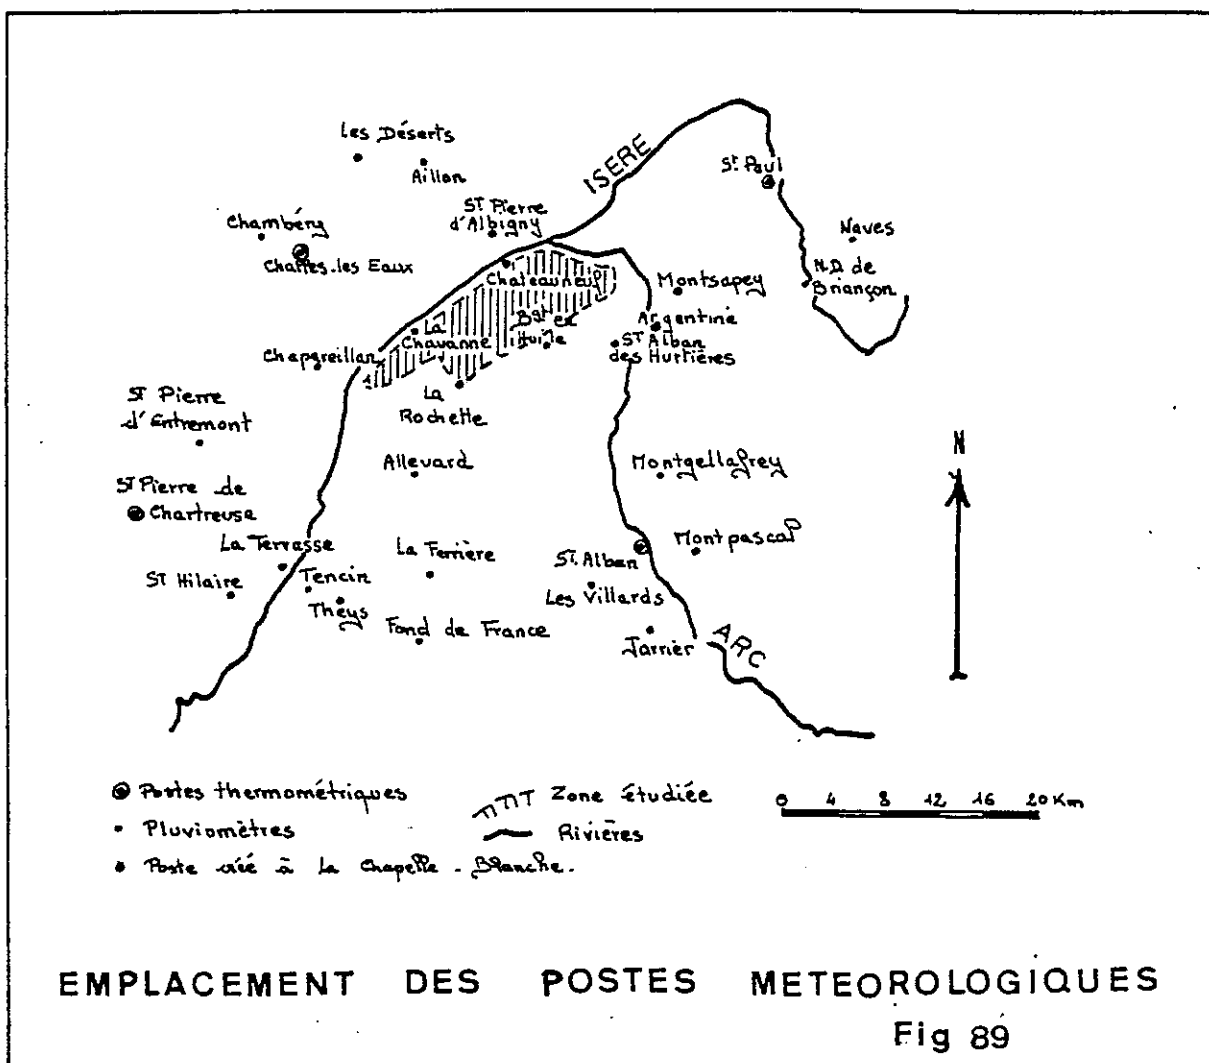 Les Déserts
Aillon
ISERE
St Paul
ST Pierre
d'Albigny
Chambéry
Challes-les Eaux
Naves
N.D. de
Briançon
Chateauneuf
Montsapey
Argentine
ST Alban
des Hurtières
La
Chavanne
Huile
Chapareillan
La
Rochette
ST Pierre
d'Entremont
Allevard
Montgellafrey
N
ST Pierre de
Chartreuse
La Terrasse
La Ferrière
St. Alban
Montpascal
ST Hilaire
Tencin
Les Villards
Theys
Fond de France
Jarrier
ARC
Postes thermométriques
Zone étudiée
0 4 8 12 16 20 Km
Pluviomètres
Rivières
Poste créé à La Chapelle - Blanche.
EMPLACEMENT DES POSTES METEOROLOGIQUES
Fig 89